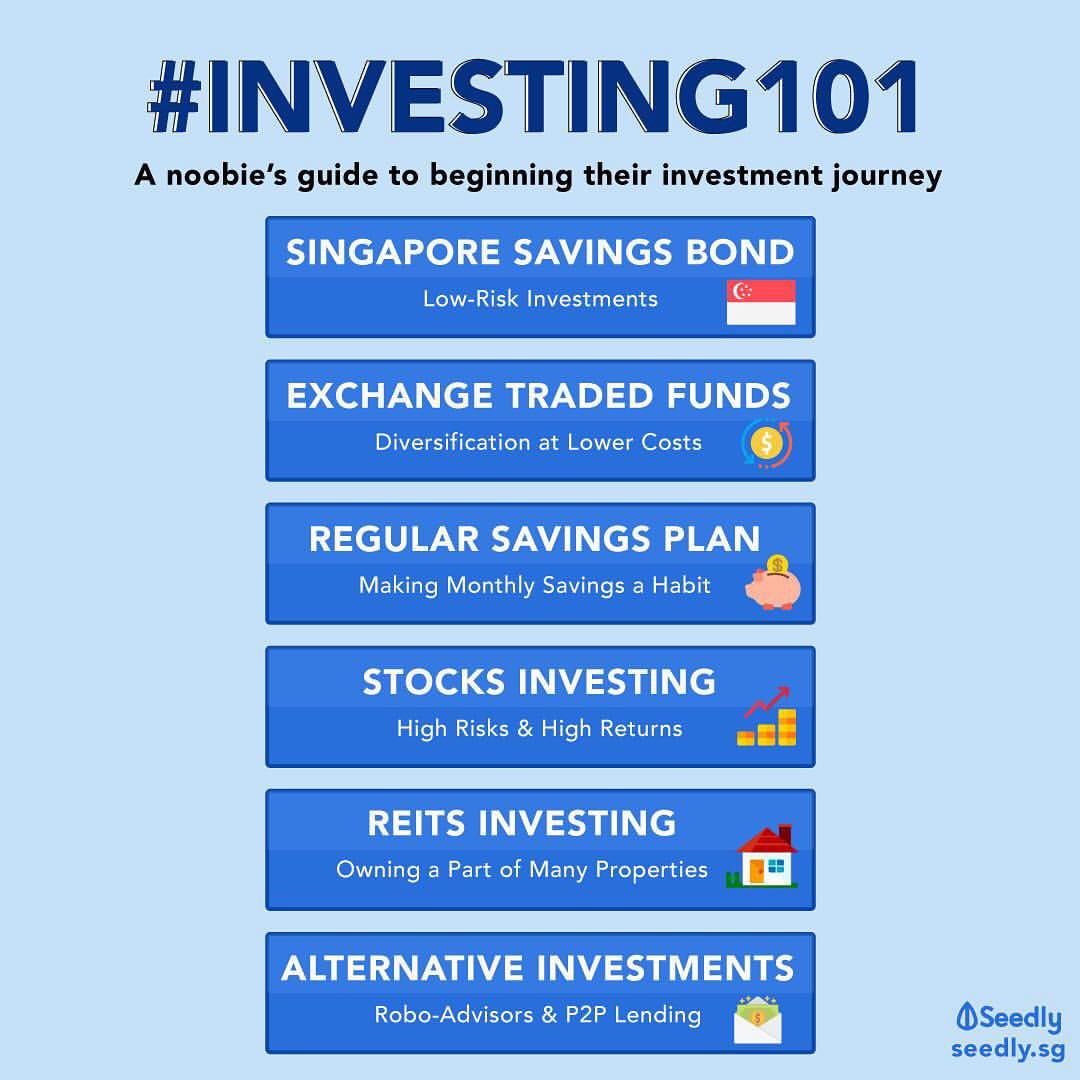 #INVESTING101
A noobie's guide to beginning their investment journey
SINGAPORE SAVINGS BOND
Low-Risk Investments
EXCHANGE TRADED FUNDS
Diversification at Lower Costs
$
REGULAR SAVINGS PLAN
Making Monthly Savings a Habit
$
STOCKS INVESTING
High Risks & High Returns
REITS INVESTING
Owning a Part of Many Properties
ALTERNATIVE INVESTMENTS
Robo-Advisors & P2P Lending
$
Seedly
seedly.sg